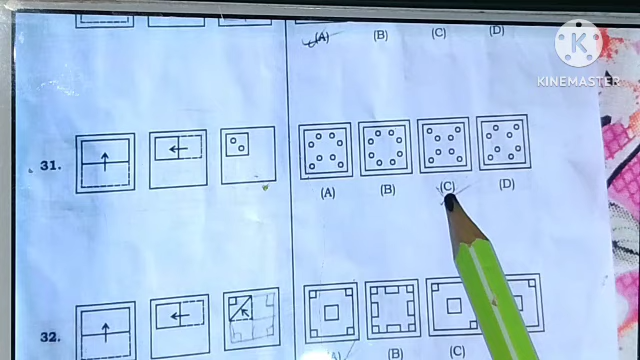 (A) (B) (C) (D)
KINEMASTER
31.
(A) (B) (C) (D)
32.
(A) (B) (C)